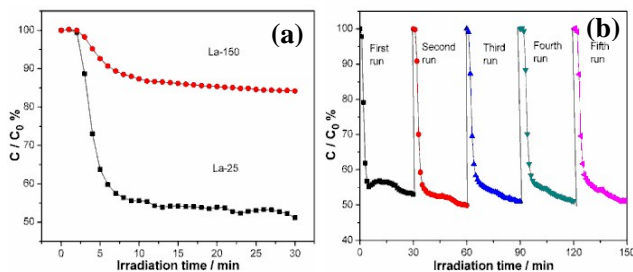 (a)
La-150
La-25
C / C0 %
100
90
80
70
60
50
0 5 10 15 20 25 30
Irradiation time / min
(b)
First run
Second run
Third run
Fourth run
Fifth run
C / C0 %
100
90
80
70
60
50
40
0 30 60 90 120 150
Irradiation time / min